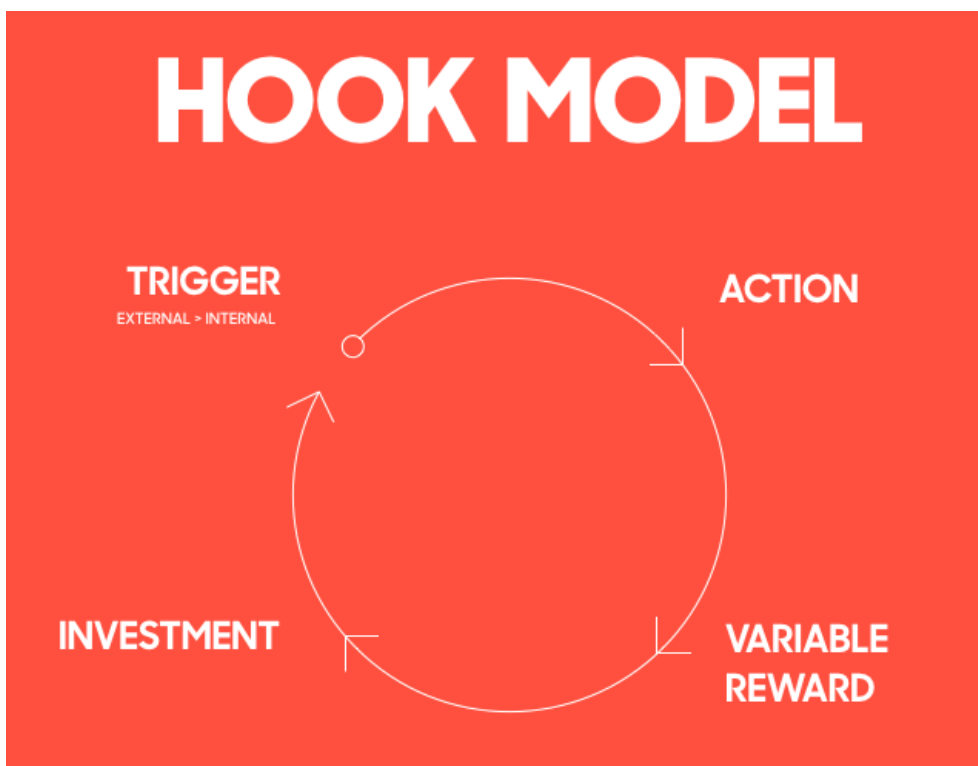 HOOK MODEL
TRIGGER
EXTERNAL > INTERNAL
ACTION
INVESTMENT
VARIABLE
REWARD